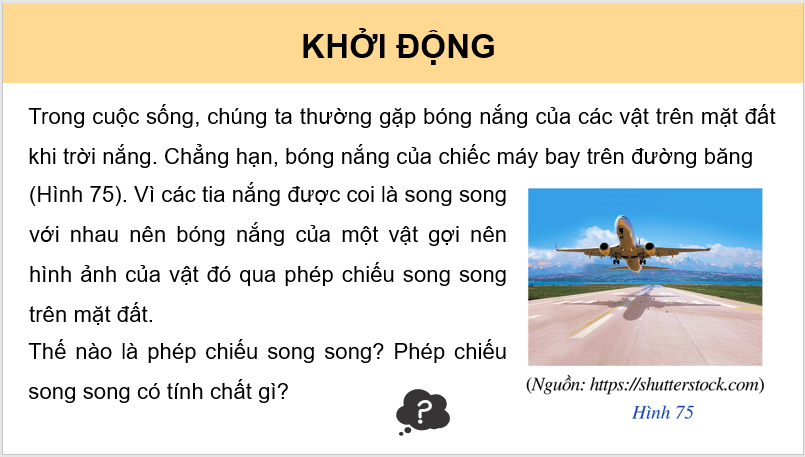 KHỞI ĐỘNG
Trong cuộc sống, chúng ta thường gặp bóng nắng của các vật trên mặt đất
khi trời nắng. Chẳng hạn, bóng nắng của chiếc máy bay trên đường băng
(Hình 75). Vì các tia nắng được coi là song song
với nhau nên bóng nắng của một vật gợi nên
hình ảnh của vật đó qua phép chiếu song song
trên mặt đất.
Thế nào là phép chiếu song song? Phép chiếu
song song có tính chất gì?
?
(Nguồn: https://shutterstock.com)
Hình 75